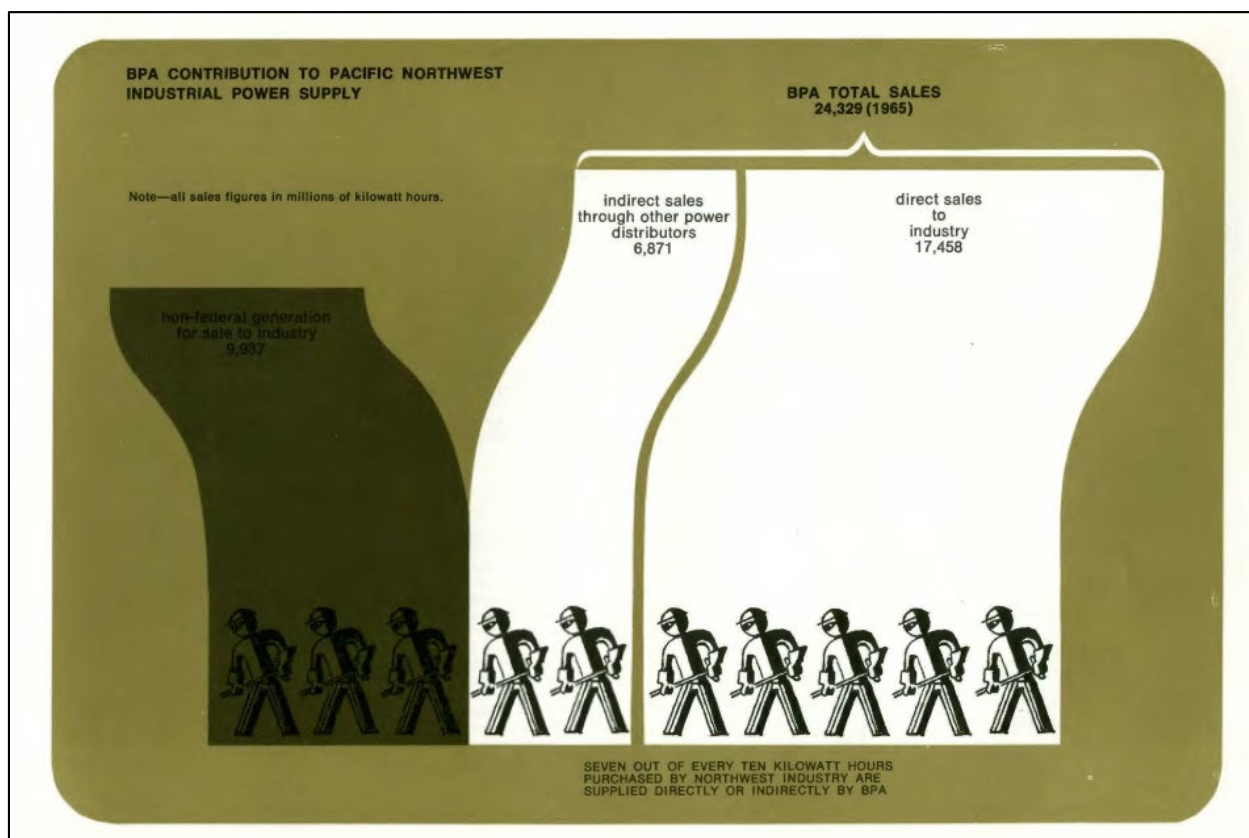 BPA CONTRIBUTION TO PACIFIC NORTHWEST
INDUSTRIAL POWER SUPPLY
BPA TOTAL SALES
24,329 (1965)
Note—all sales figures in millions of kilowatt hours.
indirect sales
through other power
distributors
6,871
direct sales
to
industry
17,458
non-federal generation
for sale to industry
9,937
SEVEN OUT OF EVERY TEN KILOWATT HOURS
PURCHASED BY NORTHWEST INDUSTRY ARE
SUPPLIED DIRECTLY OR INDIRECTLY BY BPA